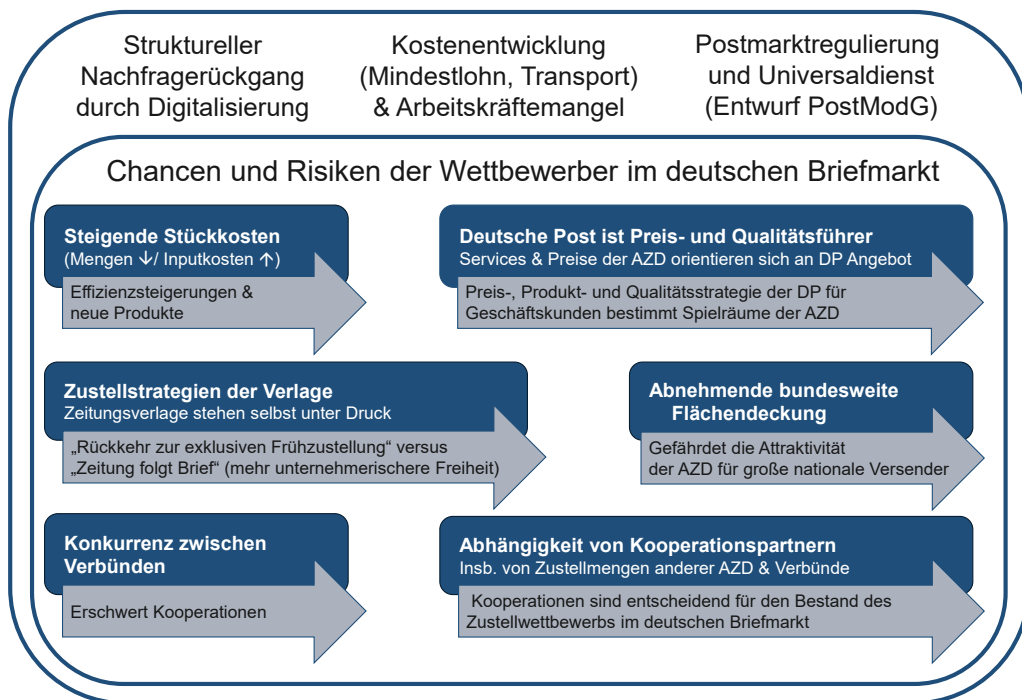 Struktureller
Nachfragerückgang
durch Digitalisierung
Kostenentwicklung
(Mindestlohn, Transport)
& Arbeitskräftemangel
Postmarktregulierung
und Universaldienst
(Entwurf PostModG)
Chancen und Risiken der Wettbewerber im deutschen Briefmarkt
Steigende Stückkosten
(Mengen ↓/ Inputkosten ↑)
Effizienzsteigerungen &
neue Produkte
Deutsche Post ist Preis- und Qualitätsführer
Services & Preise der AZD orientieren sich an DP Angebot
Preis-, Produkt- und Qualitätsstrategie der DP für
Geschäftskunden bestimmt Spielräume der AZD
Zustellstrategien der Verlage
Zeitungsverlage stehen selbst unter Druck
„Rückkehr zur exklusiven Frühzustellung“ versus
„Zeitung folgt Brief“ (mehr unternehmerischere Freiheit)
Abnehmende bundesweite
Flächendeckung
Gefährdet die Attraktivität
der AZD für große nationale Versender
Konkurrenz zwischen
Verbünden
Erschwert Kooperationen
Abhängigkeit von Kooperationspartnern
Insb. von Zustellmengen anderer AZD & Verbünde
Kooperationen sind entscheidend für den Bestand des
Zustellwettbewerbs im deutschen Briefmarkt